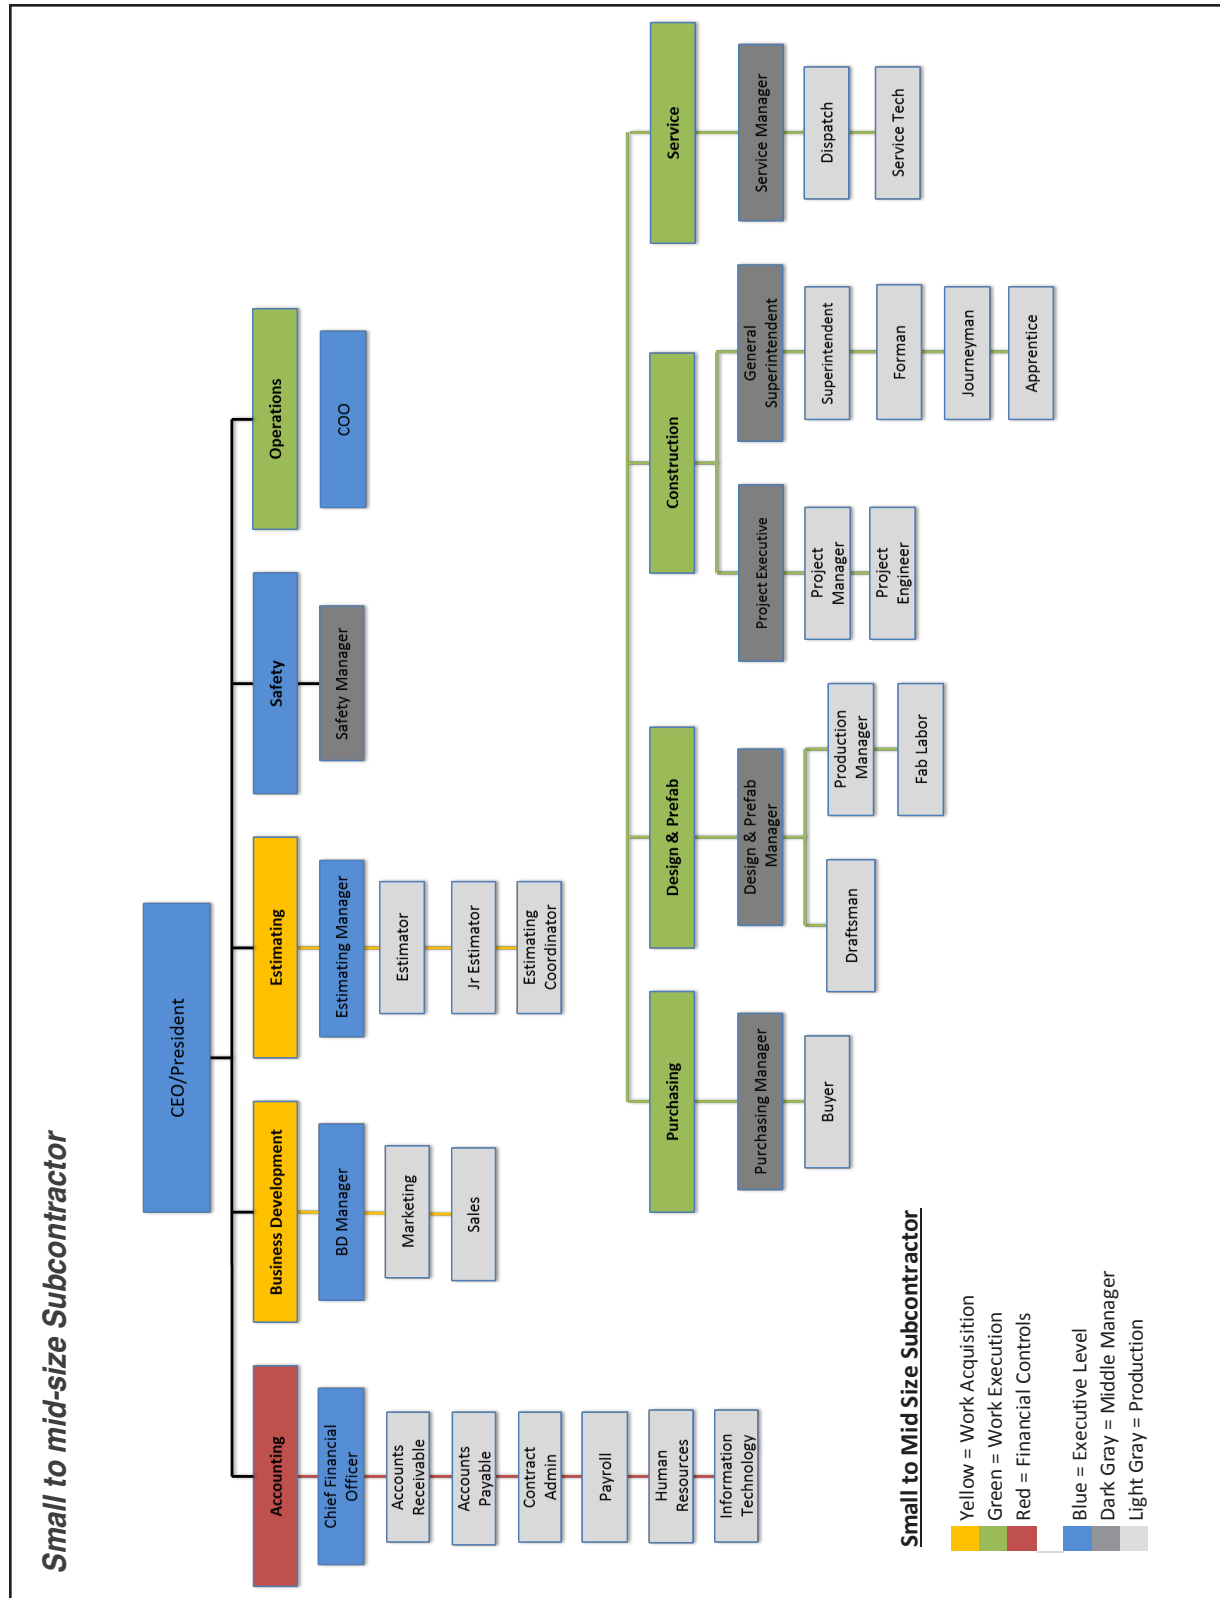 Small to mid-size Subcontractor
CEO/President
Accounting
Business Development
Estimating
Safety
Operations
Chief Financial
Officer
BD Manager
Estimating Manager
Safety Manager
COO
Accounts
Receivable
Marketing
Estimator
Accounts
Payable
Sales
Jr Estimator
Contract
Admin
Estimating
Coordinator
Payroll
Human
Resources
Information
Technology
Purchasing
Design & Prefab
Construction
Service
Purchasing Manager
Design & Prefab
Manager
Project Executive
General
Superintendent
Service Manager
Buyer
Draftsman
Production
Manager
Project
Manager
Superintendent
Dispatch
Fab Labor
Project
Engineer
Forman
Service Tech
Journeyman
Apprentice
Small to Mid Size Subcontractor
Yellow = Work Acquisition
Green = Work Execution
Red = Financial Controls
Blue = Executive Level
Dark Gray = Middle Manager
Light Gray = Production